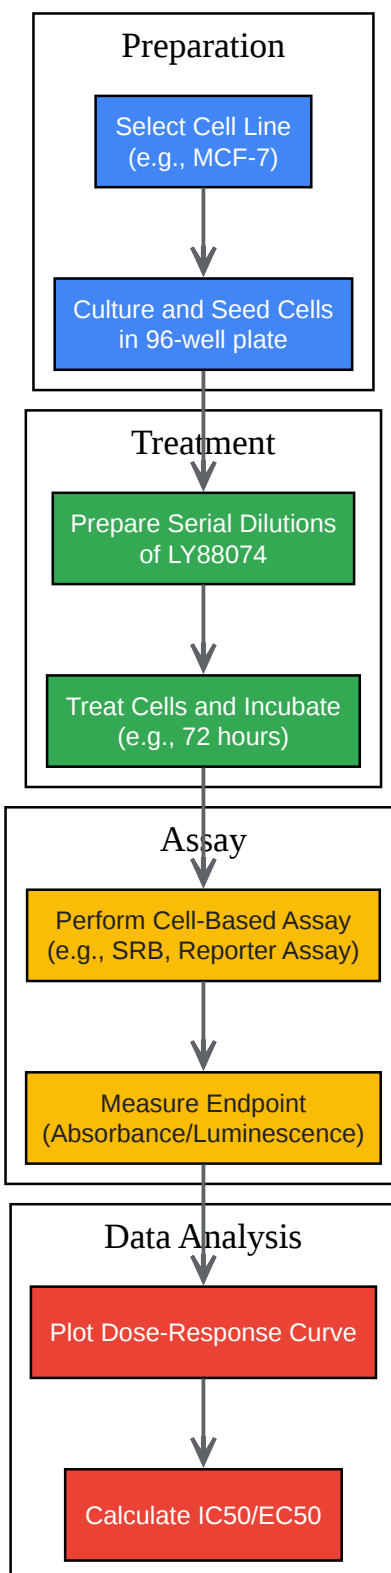 Preparation
Select Cell Line
(e.g., MCF-7)
Culture and Seed Cells
in 96-well plate
Treatment
Prepare Serial Dilutions
of LY88074
Treat Cells and Incubate
(e.g., 72 hours)
Assay
Perform Cell-Based Assay
(e.g., SRB, Reporter Assay)
Measure Endpoint
(Absorbance/Luminescence)
Data Analysis
Plot Dose-Response Curve
Calculate IC50/EC50